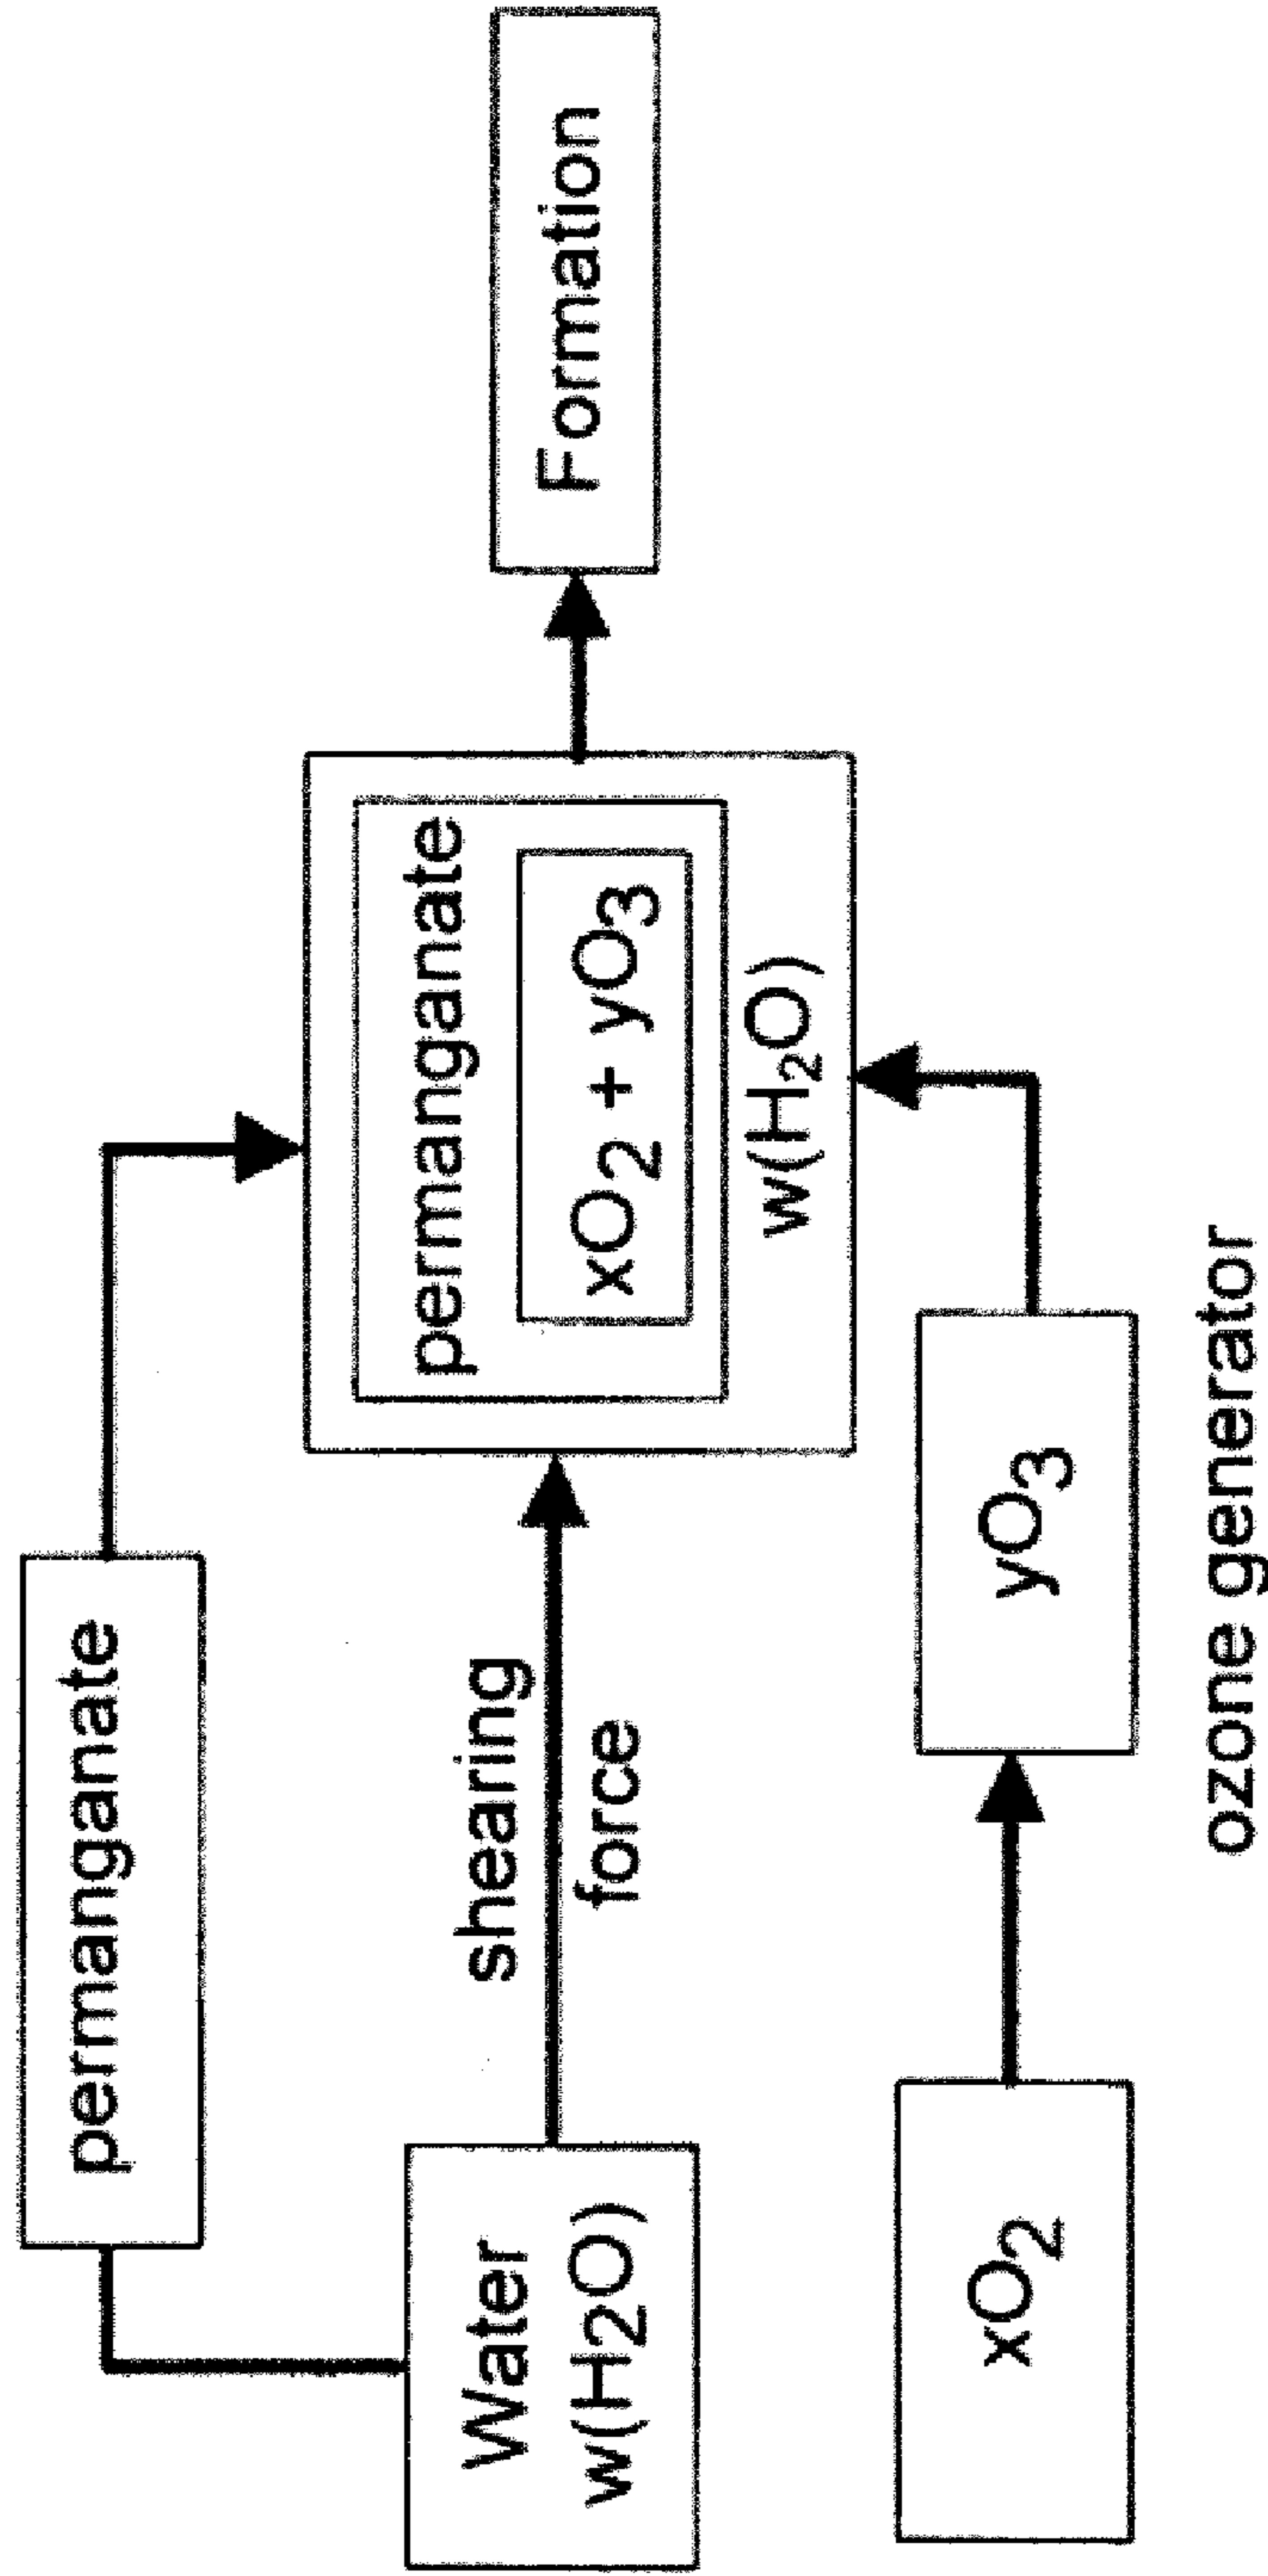 permanganate
Water
w(H2O)
shearing
force
permanganate
xO2 + yO3
w(H2O)
Formation
xO2
yO3
ozone generator